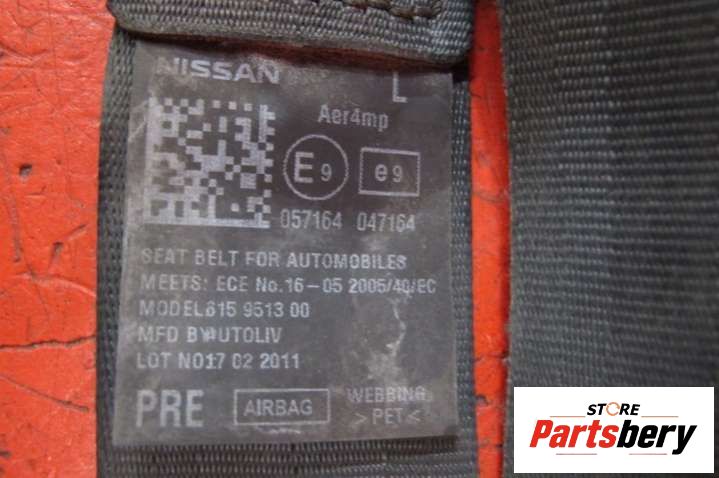 NISSAN
L
Aer4mp
E9 e9
057164 047164
SEAT BELT FOR AUTOMOBILES
MEETS: ECE No.16-05 2005/40/EC
MODEL615 9513 00
MFD BY AUTOLIV
LOT NO17 02 2011
PRE AIRBAG WEBBING
>PET<
STORE
Partsbery